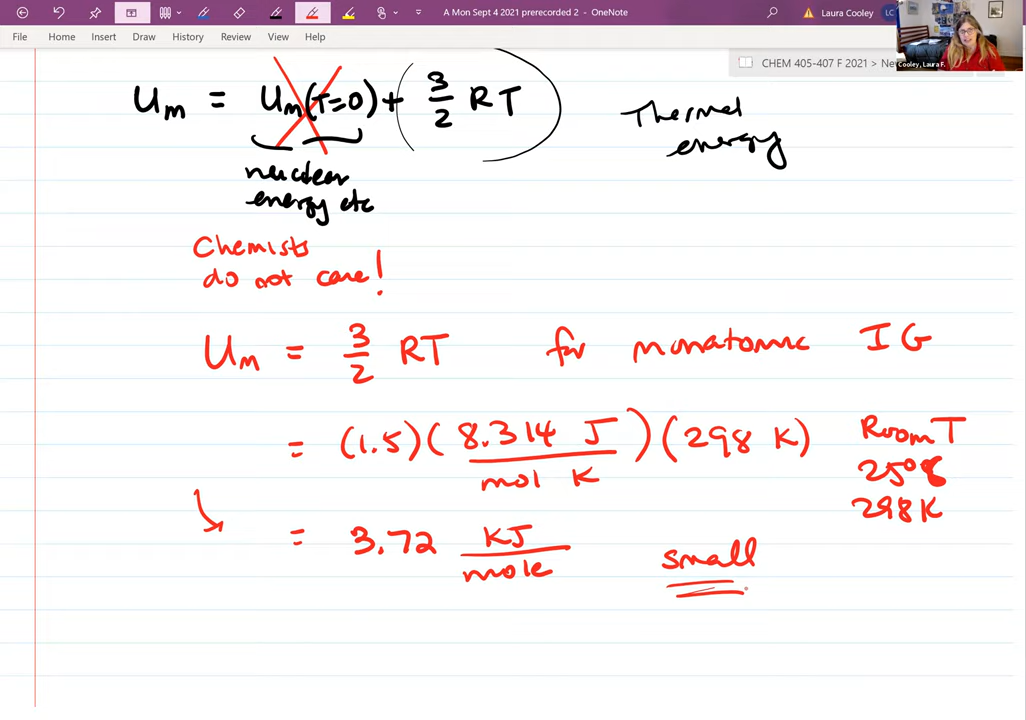 A Mon Sept 4 2021 prerecorded 2 - OneNote
Laura Cooley
LC
File Home Insert Draw History Review View Help
CHEM 405-407 F 2021 > Ne
Cooley, Laura F.
Um = Um(T=0) + 3/2 RT
Thermal
energy
nuclear
energy etc
Chemists
do not care!
Um = 3/2 RT for monatomic IG
= (1.5)(8.314 J/mol K)(298 K)
Room T
298K
= 3.72 KJ/mole
small